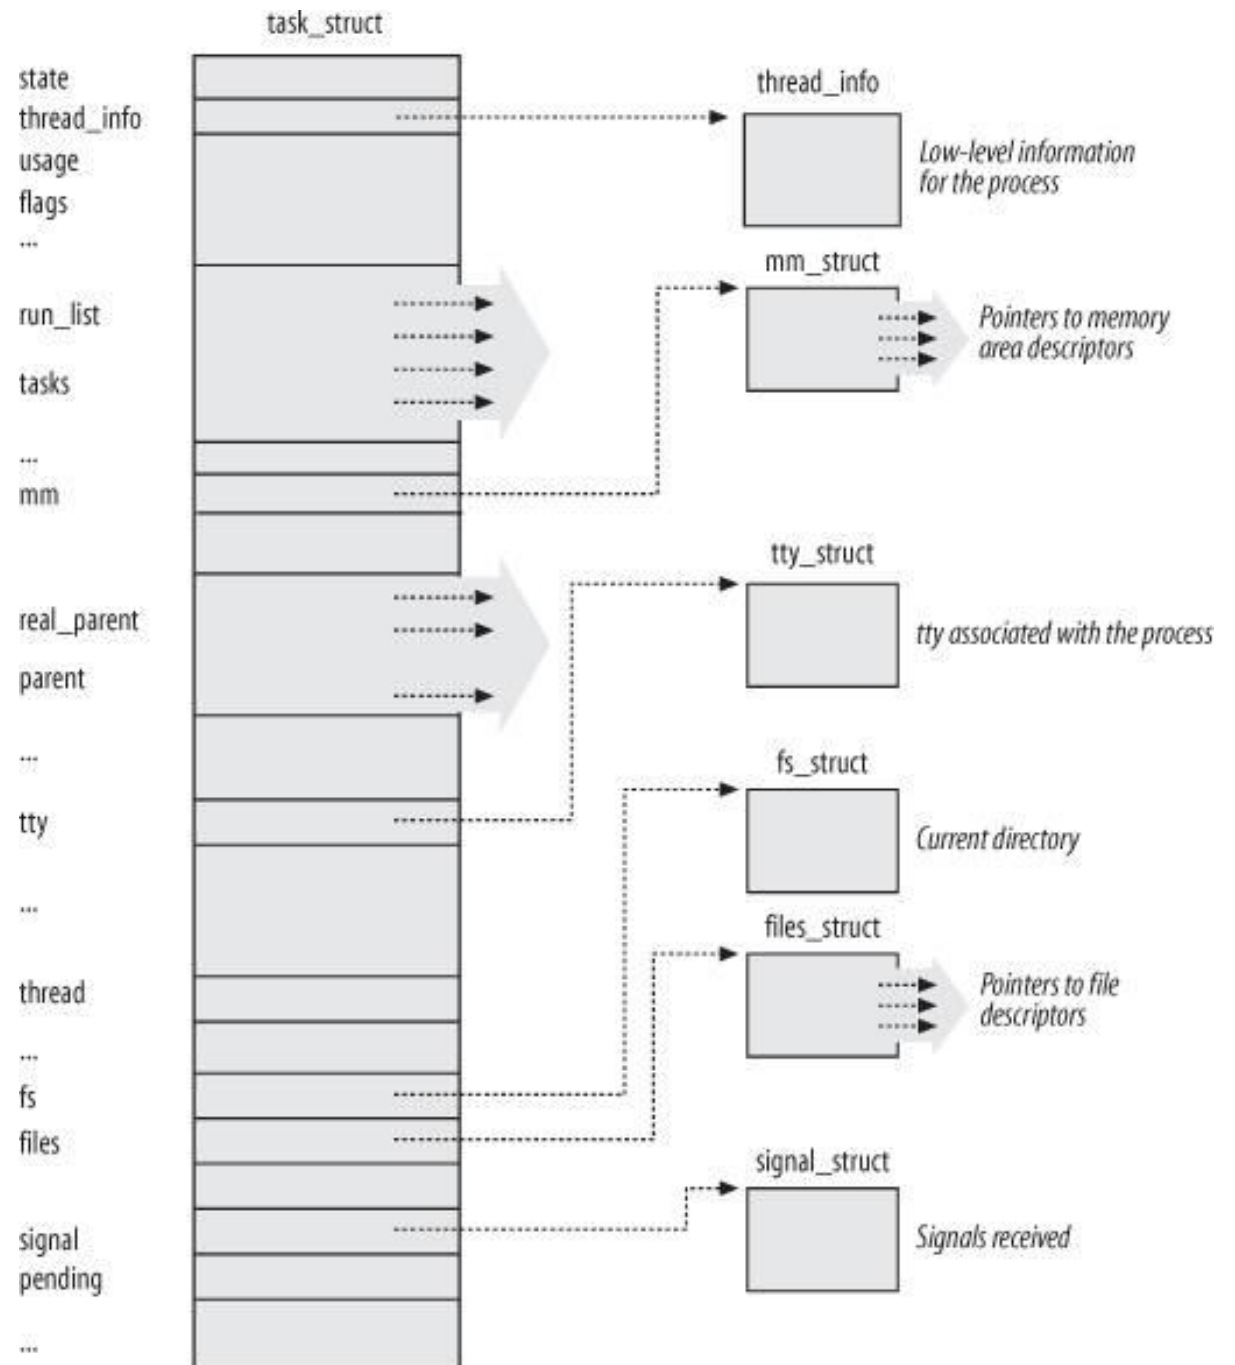 task_struct
state
thread_info
usage
flags
...
run_list
tasks
...
mm
real_parent
parent
...
tty
...
thread
...
fs
files
signal
pending
...
thread_info
Low-level information
for the process
mm_struct
Pointers to memory
area descriptors
tty_struct
tty associated with the process
fs_struct
Current directory
files_struct
Pointers to file
descriptors
signal_struct
Signals received